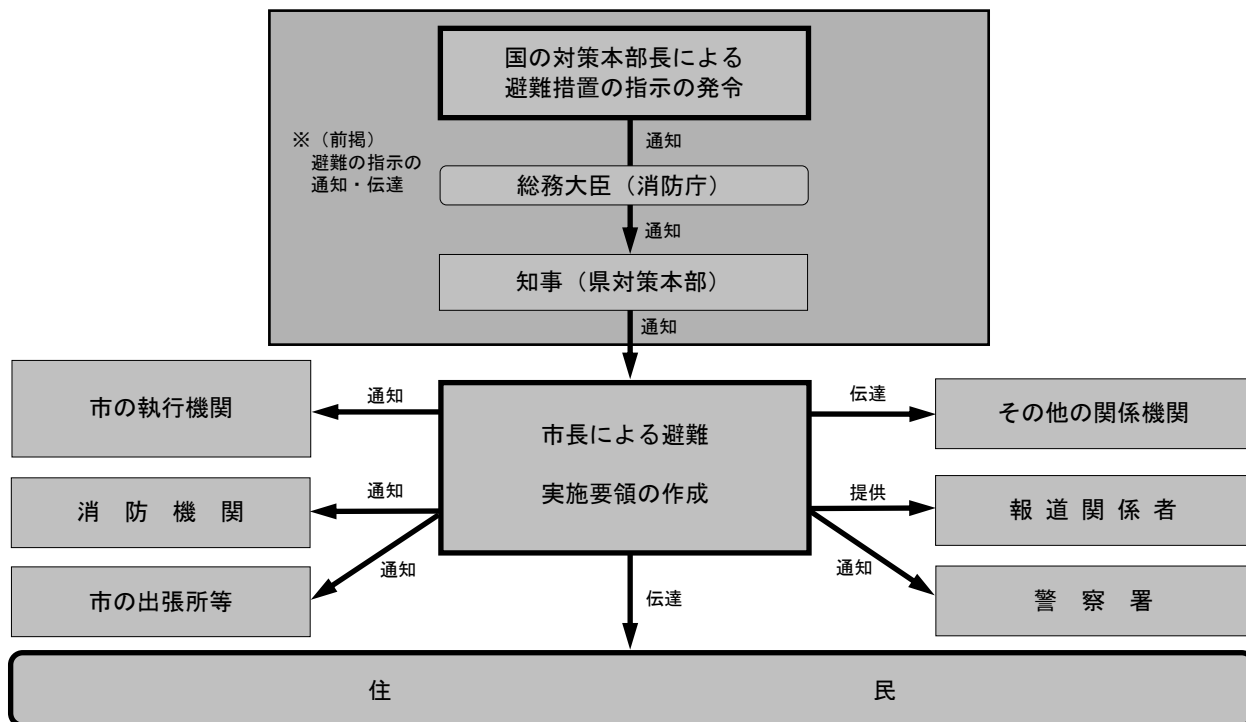 国の対策本部長による
避難措置の指示の発令
通知
※（前掲）
避難の指示の
通知・伝達
総務大臣（消防庁）
通知
知事（県対策本部）
通知
市の執行機関
通知
市長による避難
実施要領の作成
伝達
その他の関係機関
消防機関
通知
提供
報道関係者
市の出張所等
通知
通知
警察署
伝達
住民